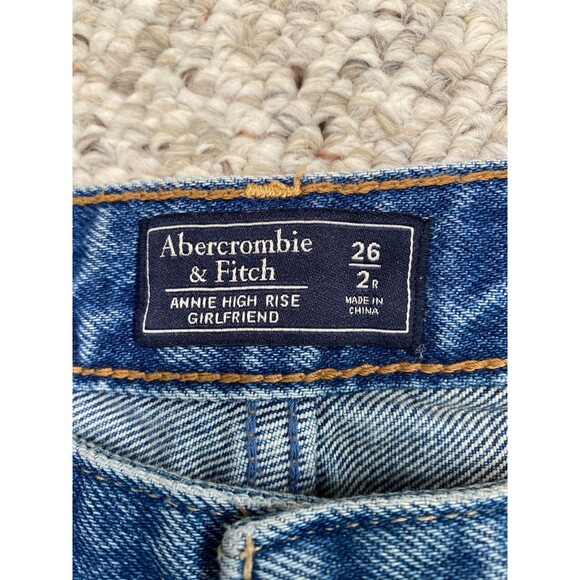 Abercrombie
& Fitch
ANNIE HIGH RISE
GIRLFRIEND
26
2R
MADE IN
CHINA